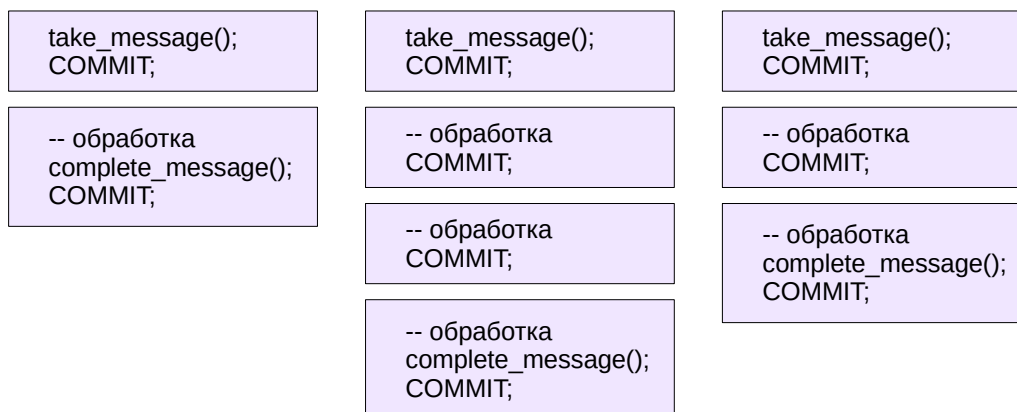 take_message();
COMMIT;
-- обработка
complete_message();
COMMIT;
take_message();
COMMIT;
-- обработка
COMMIT;
-- обработка
COMMIT;
-- обработка
complete_message();
COMMIT;
take_message();
COMMIT;
-- обработка
COMMIT;
-- обработка
complete_message();
COMMIT;